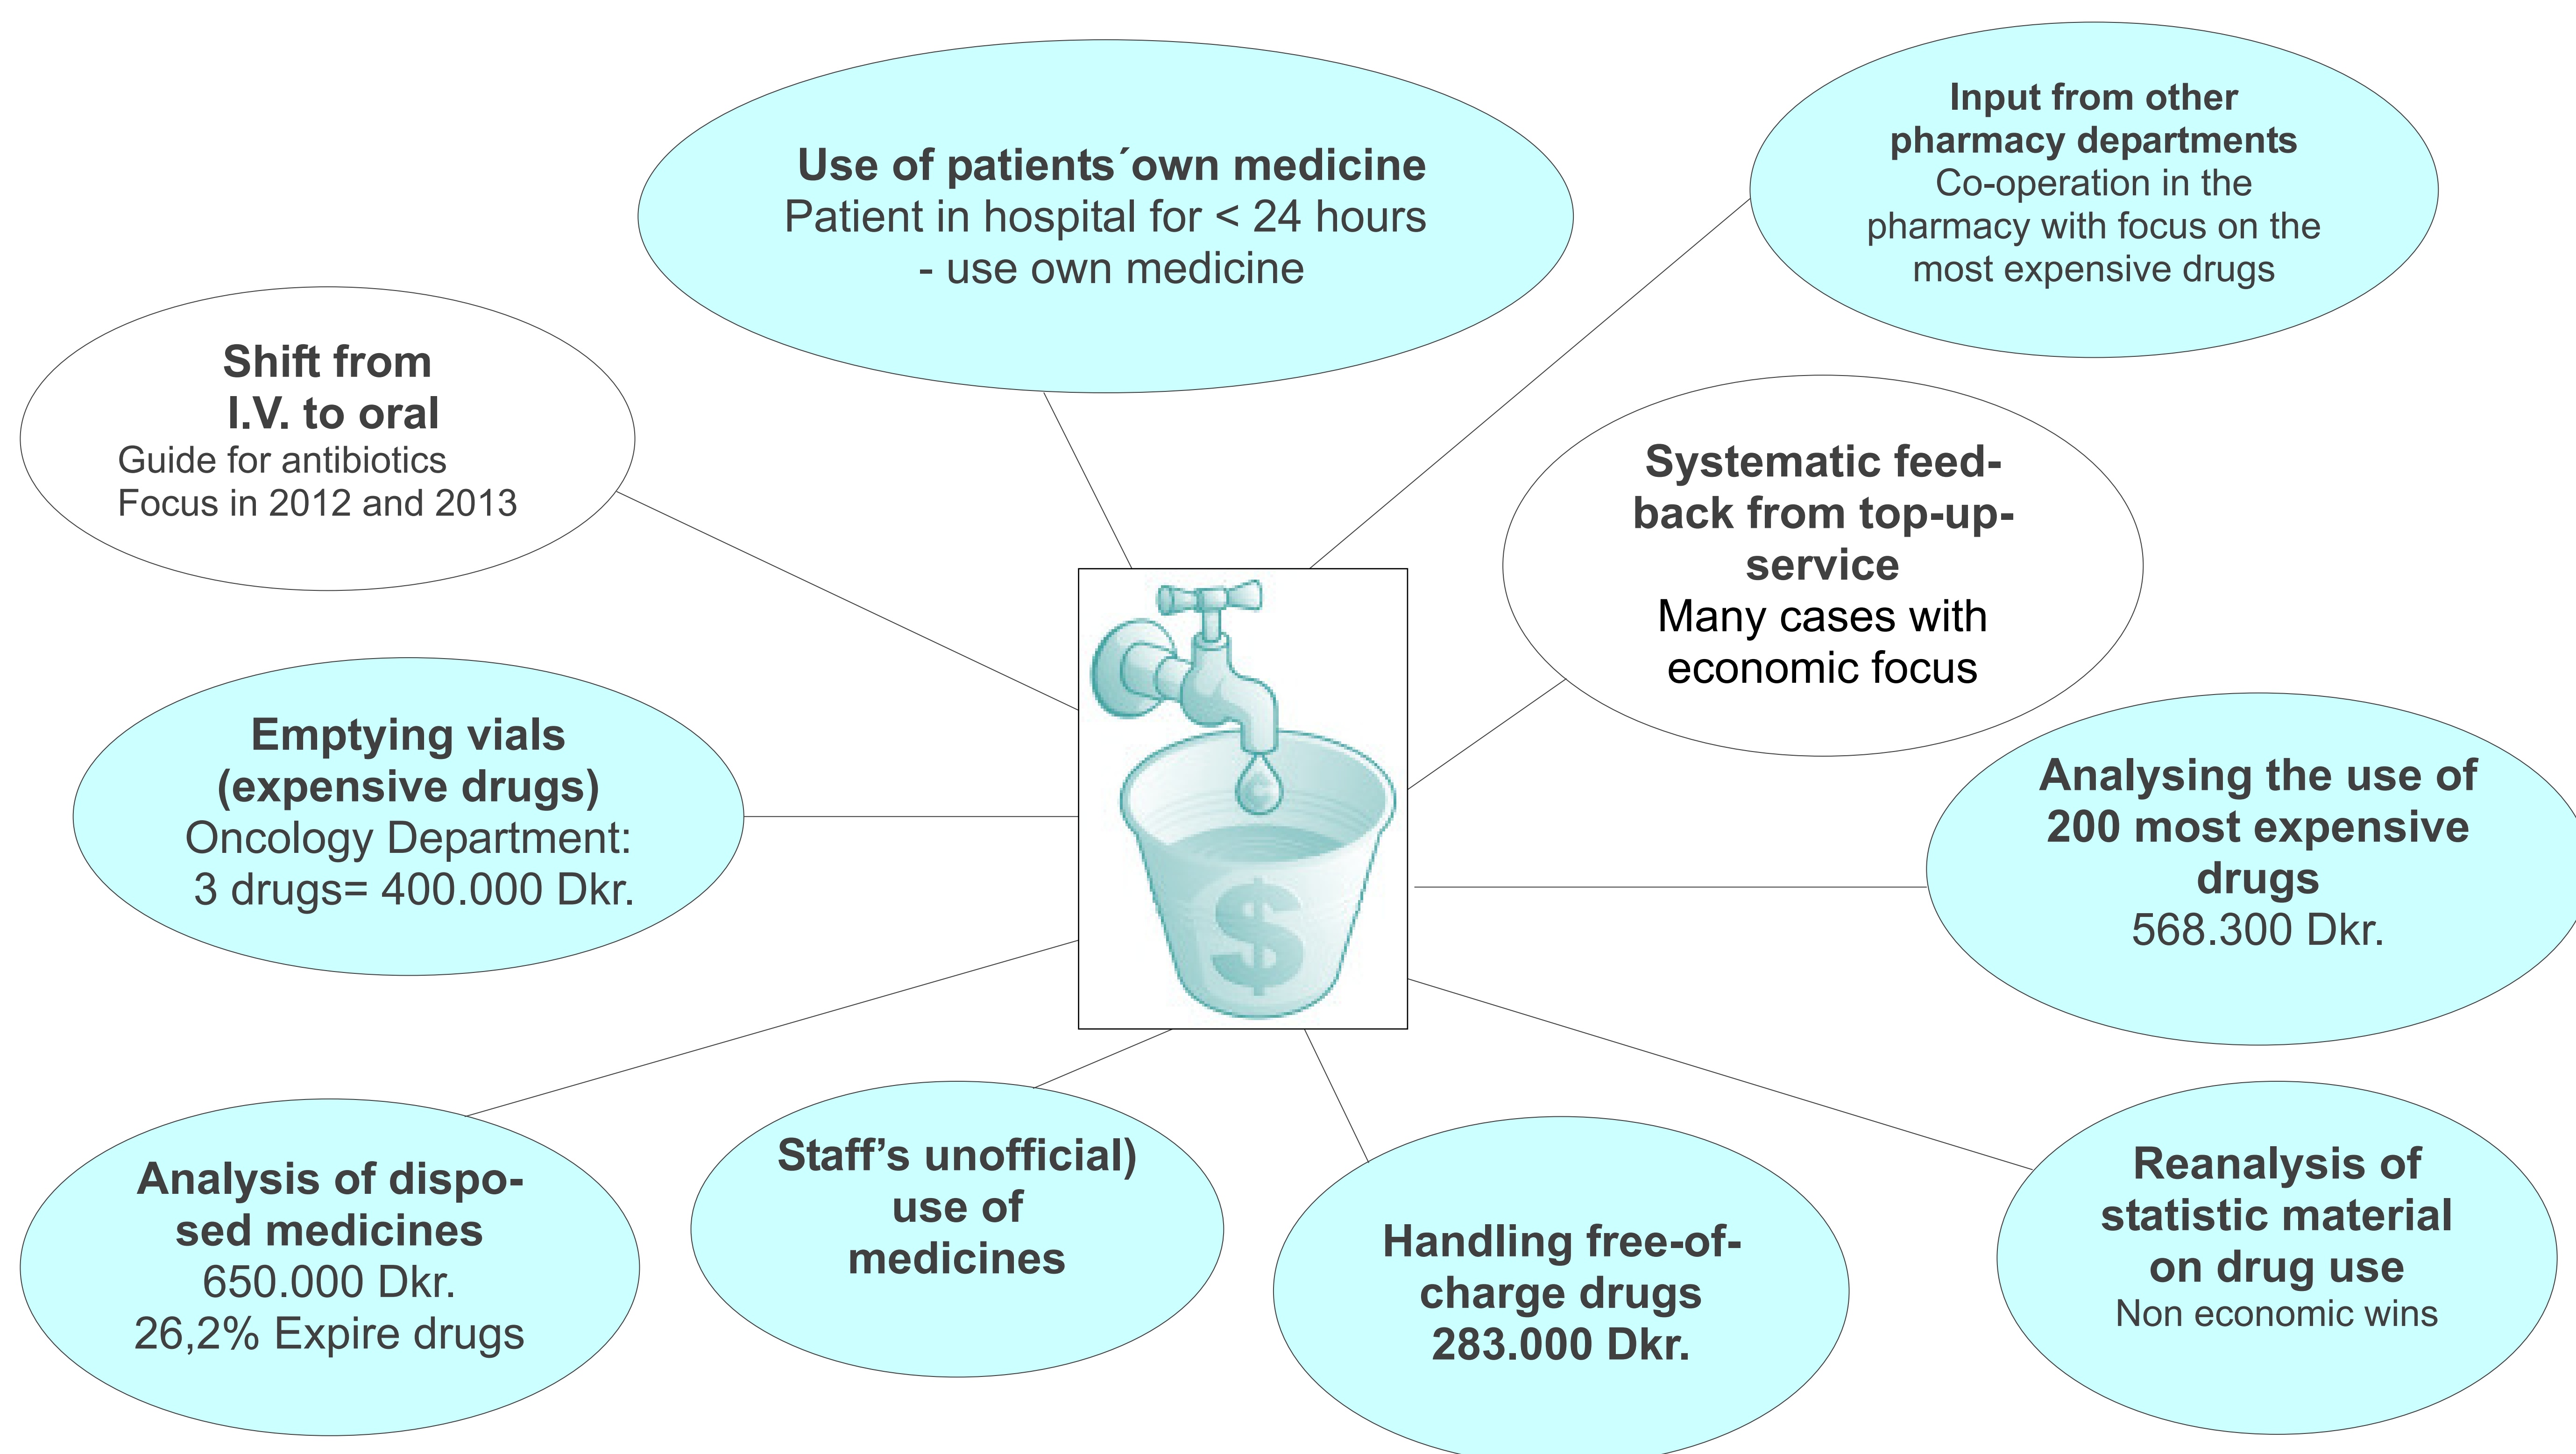 Use of patients´own medicine
Patient in hospital for < 24 hours
- use own medicine
Input from other
pharmacy departments
Co-operation in the
pharmacy with focus on the
most expensive drugs
Shift from
I.V. to oral
Guide for antibiotics
Focus in 2012 and 2013
Systematic feed-
back from top-up-
service
Many cases with
economic focus
Emptying vials
(expensive drugs)
Oncology Department:
3 drugs= 400.000 Dkr.
Analysing the use of
200 most expensive
drugs
568.300 Dkr.
$
Analysis of dispo-
sed medicines
650.000 Dkr.
26,2% Expire drugs
Staff’s unofficial)
use of
medicines
Handling free-of-
charge drugs
283.000 Dkr.
Reanalysis of
statistic material
on drug use
Non economic wins